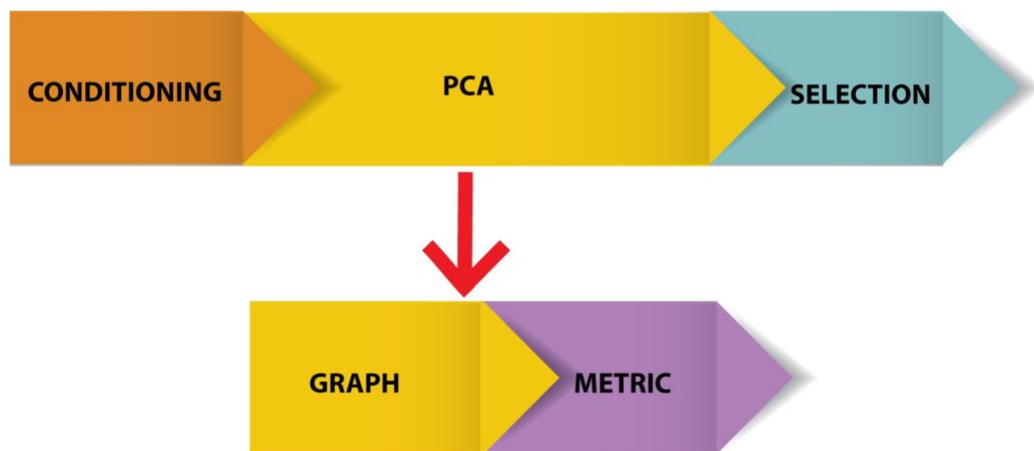 CONDITIONING
PCA
SELECTION
GRAPH
METRIC